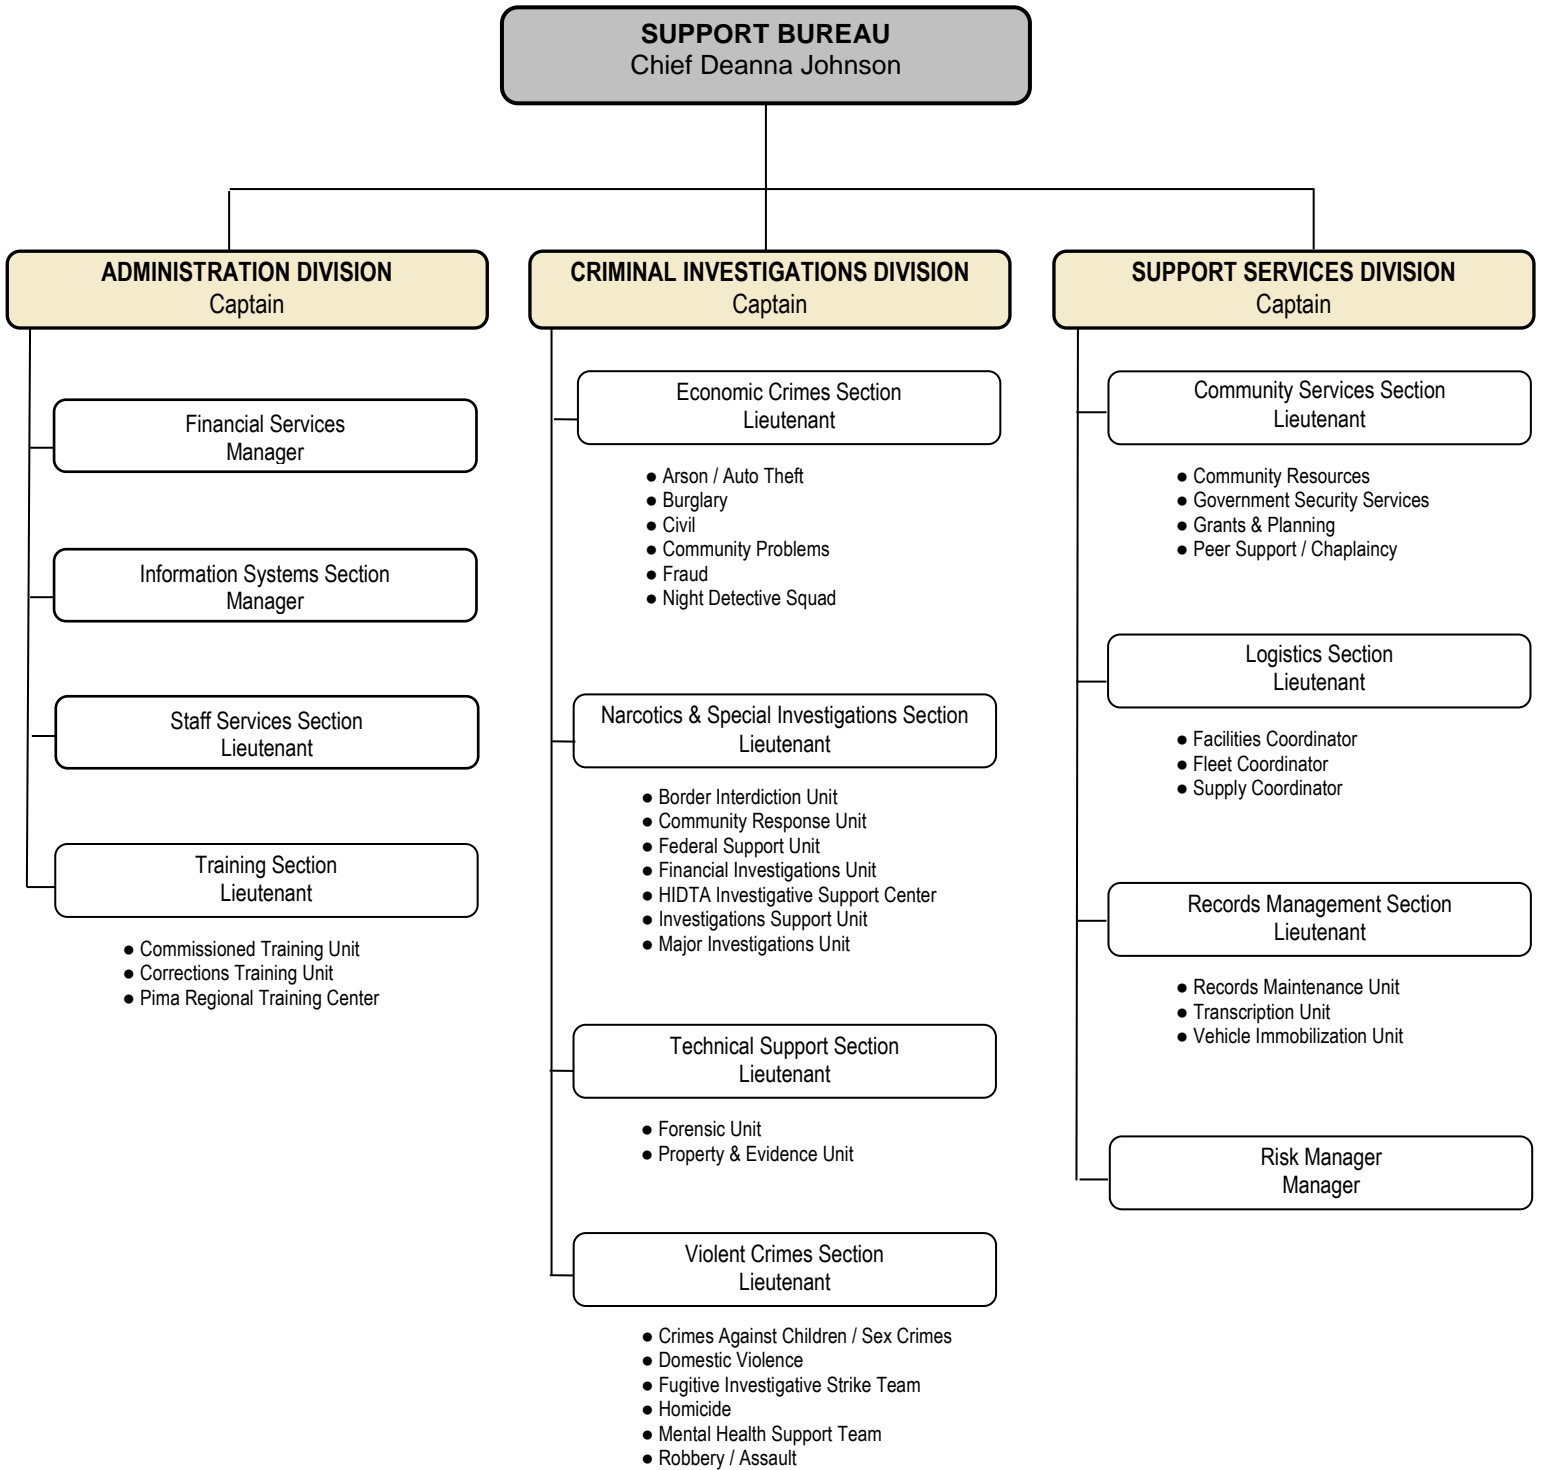 SUPPORT BUREAU
Chief Deanna Johnson
ADMINISTRATION DIVISION
Captain
Financial Services
Manager
Information Systems Section
Manager
Staff Services Section
Lieutenant
Training Section
Lieutenant
● Commissioned Training Unit
● Corrections Training Unit
● Pima Regional Training Center
CRIMINAL INVESTIGATIONS DIVISION
Captain
Economic Crimes Section
Lieutenant
● Arson / Auto Theft
● Burglary
● Civil
● Community Problems
● Fraud
● Night Detective Squad
Narcotics & Special Investigations Section
Lieutenant
● Border Interdiction Unit
● Community Response Unit
● Federal Support Unit
● Financial Investigations Unit
● HIDTA Investigative Support Center
● Investigations Support Unit
● Major Investigations Unit
Technical Support Section
Lieutenant
● Forensic Unit
● Property & Evidence Unit
Violent Crimes Section
Lieutenant
● Crimes Against Children / Sex Crimes
● Domestic Violence
● Fugitive Investigative Strike Team
● Homicide
● Mental Health Support Team
● Robbery / Assault
SUPPORT SERVICES DIVISION
Captain
Community Services Section
Lieutenant
● Community Resources
● Government Security Services
● Grants & Planning
● Peer Support / Chaplaincy
Logistics Section
Lieutenant
● Facilities Coordinator
● Fleet Coordinator
● Supply Coordinator
Records Management Section
Lieutenant
● Records Maintenance Unit
● Transcription Unit
● Vehicle Immobilization Unit
Risk Manager
Manager